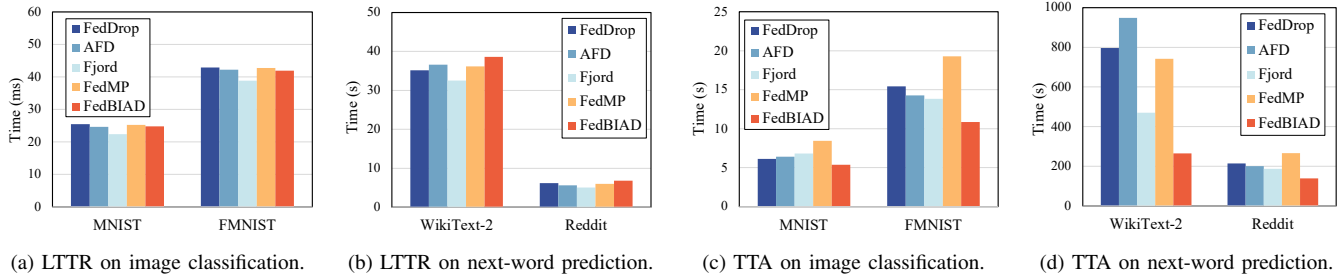 60
50
40
30
20
10
0
Time (ms)
FedDrop
AFD
Fjord
FedMP
FedBIAD
MNIST
FMNIST
(a) LTTR on image classification.
50
40
30
20
10
0
Time (s)
FedDrop
AFD
Fjord
FedMP
FedBIAD
WikiText-2
Reddit
(b) LTTR on next-word prediction.
25
20
15
10
5
0
Time (s)
FedDrop
AFD
Fjord
FedMP
FedBIAD
MNIST
FMNIST
(c) TTA on image classification.
1000
800
600
400
200
0
Time (s)
FedDrop
AFD
Fjord
FedMP
FedBIAD
WikiText-2
Reddit
(d) TTA on next-word prediction.